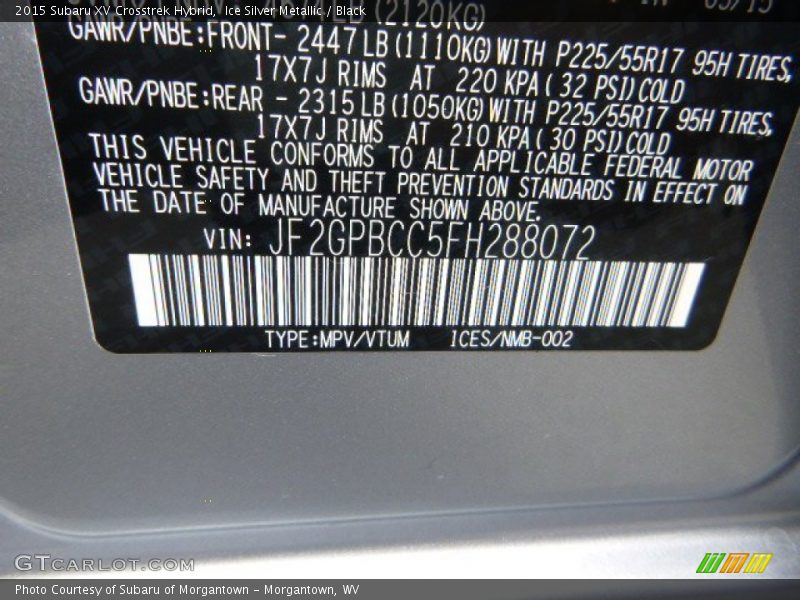 2015 Subaru XV Crosstrek Hybrid, Ice Silver Metallic / Black
(2120KG)
GAWR/PNBE:FRONT- 2447 LB (1110KG) WITH P225/55R17 95H TIRES,
17X7J RIMS AT 220 KPA ( 32 PSI) COLD
GAWR/PNBE:REAR - 2315 LB (1050KG) WITH P225/55R17 95H TIRES,
17X7J RIMS AT 210 KPA ( 30 PSI) COLD
THIS VEHICLE CONFORMS TO ALL APPLICABLE FEDERAL MOTOR
VEHICLE SAFETY AND THEFT PREVENTION STANDARDS IN EFFECT ON
THE DATE OF MANUFACTURE SHOWN ABOVE.
VIN: JF2GPBCC5FH288072
TYPE:MPV/VTUM ICES/NMB-002
GTCARLOT.COM
Photo Courtesy of Subaru of Morgantown - Morgantown, WV